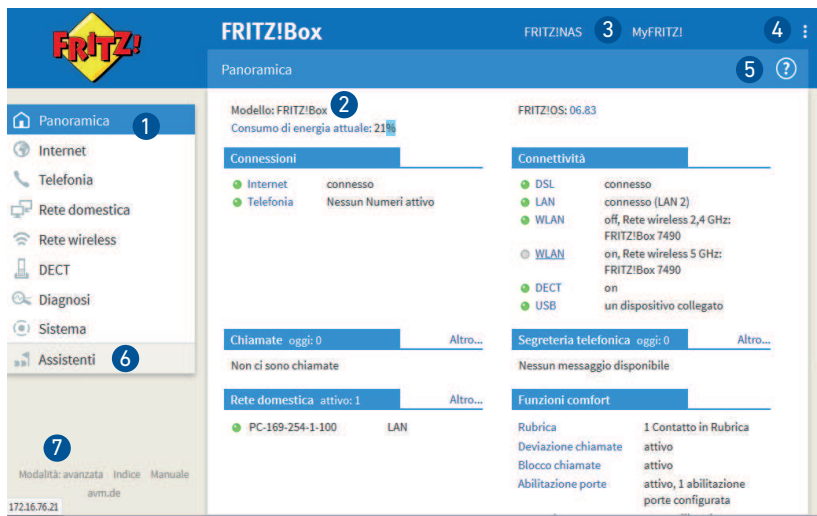 FRITZ!
FRITZ!Box
FRITZ!NAS 3 MyFRITZ! 4
Panoramica 5 ?
Panoramica 1
Internet
Telefonia
Rete domestica
Rete wireless
DECT
Diagnosi
Sistema
Assistenti 6
7
Modalità: avanzata Indice Manuale
avm.de
172.16.76.21
Modello: FRITZ!Box 2
Consumo di energia attuale: 21%
FRITZ!OS: 06.83
Connessioni
Internet connesso
Telefonia Nessun Numeri attivo
Connettività
DSL connesso
LAN connesso (LAN 2)
WLAN off, Rete wireless 2,4 GHz:
FRITZ!Box 7490
WLAN on, Rete wireless 5 GHz:
FRITZ!Box 7490
DECT on
USB un dispositivo collegato
Chiamate oggi: 0 Altro...
Non ci sono chiamate
Segreteria telefonica oggi: 0 Altro...
Nessun messaggio disponibile
Rete domestica attivo: 1 Altro...
PC-169-254-1-100 LAN
Funzioni comfort
Rubrica 1 Contatto in Rubrica
Deviazione chiamate attivo
Blocco chiamate attivo
Abilitazione porte attivo, 1 abilitazione
porte configurata